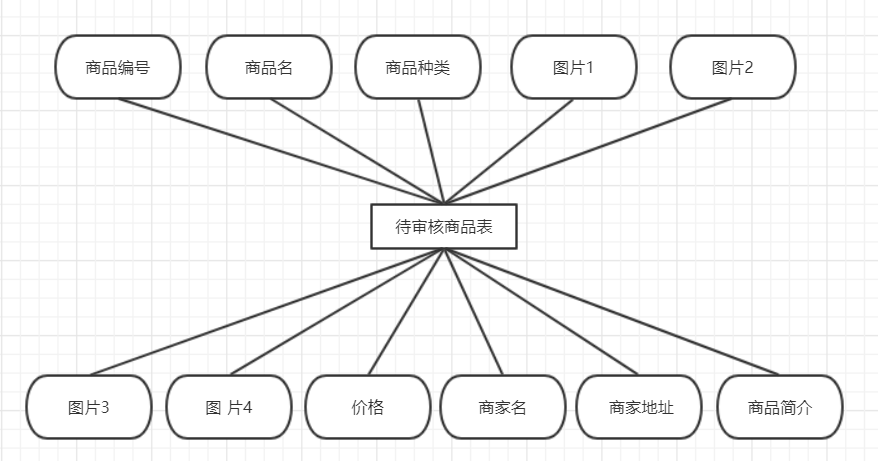 商品编号
商品名
商品种类
图片1
图片2
待审核商品表
图片3
图 片4
价格
商家名
商家地址
商品简介